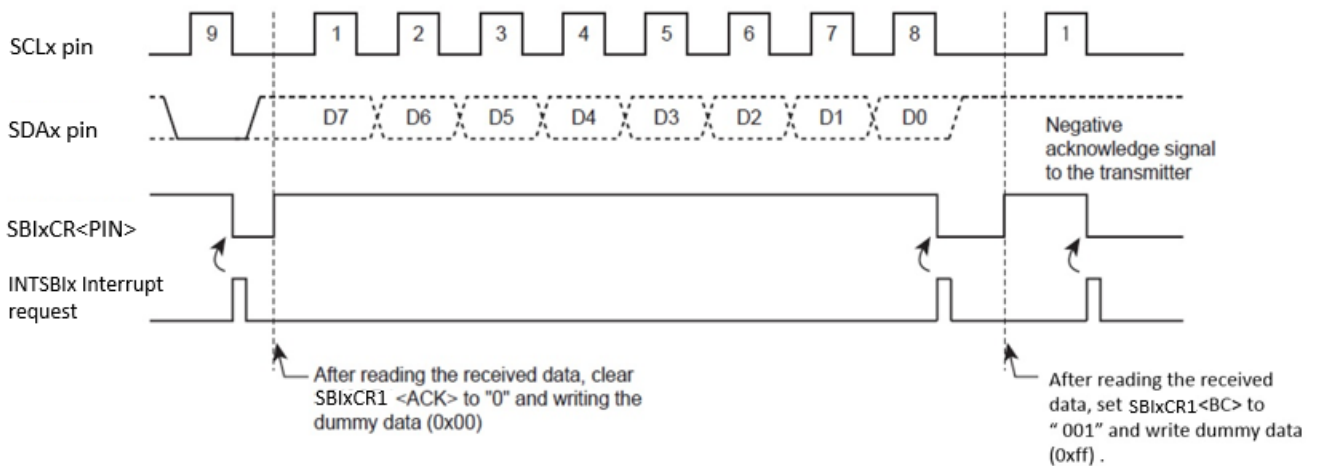 SCLx pin
9
1
2
3
4
5
6
7
8
1
SDAx pin
D7
D6
D5
D4
D3
D2
D1
D0
Negative
acknowledge signal
to the transmitter
SBIxCR<PIN>
INTSBIx Interrupt
request
After reading the received data, clear
SBIxCR1 <ACK> to "0" and writing the
dummy data (0x00)
After reading the received
data, set SBIxCR1<BC> to
“ 001” and write dummy data
(0xff) .